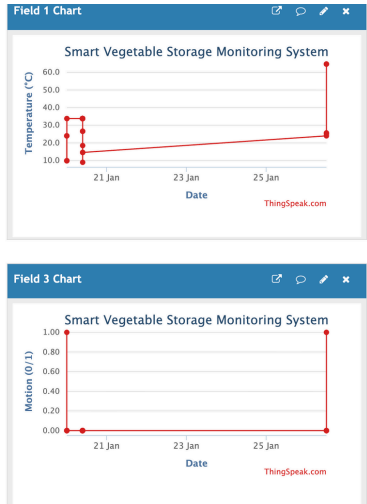 Field 1 Chart
Smart Vegetable Storage Monitoring System
Temperature (°C)
60.0
50.0
40.0
30.0
20.0
10.0
21 Jan
23 Jan
25 Jan
Date
ThingSpeak.com
Field 3 Chart
Smart Vegetable Storage Monitoring System
Motion (0/1)
1.00
0.80
0.60
0.40
0.20
0.00
21 Jan
23 Jan
25 Jan
Date
ThingSpeak.com